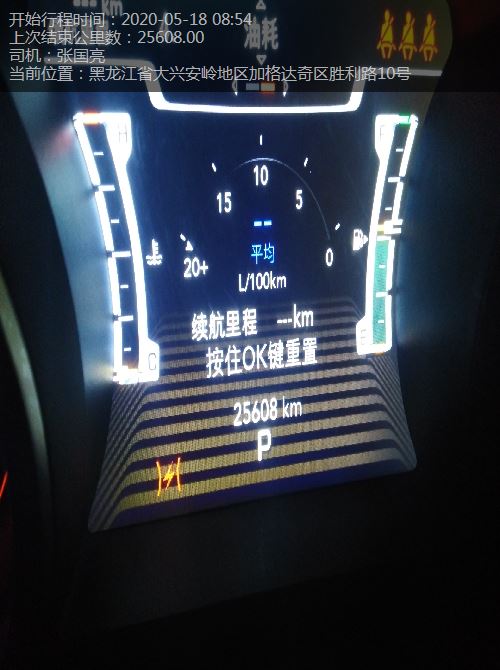 --- km
开始行程时间：2020-05-18 08:54
上次结束公里数：25608.00
油耗
司机：张国亮
当前位置：黑龙江省大兴安岭地区加格达奇区胜利路10号
H
F
10
15
5
--
平均
20+
0
L/100km
续航里程 ---km
C
E
按住OK键重置
25608 km
P